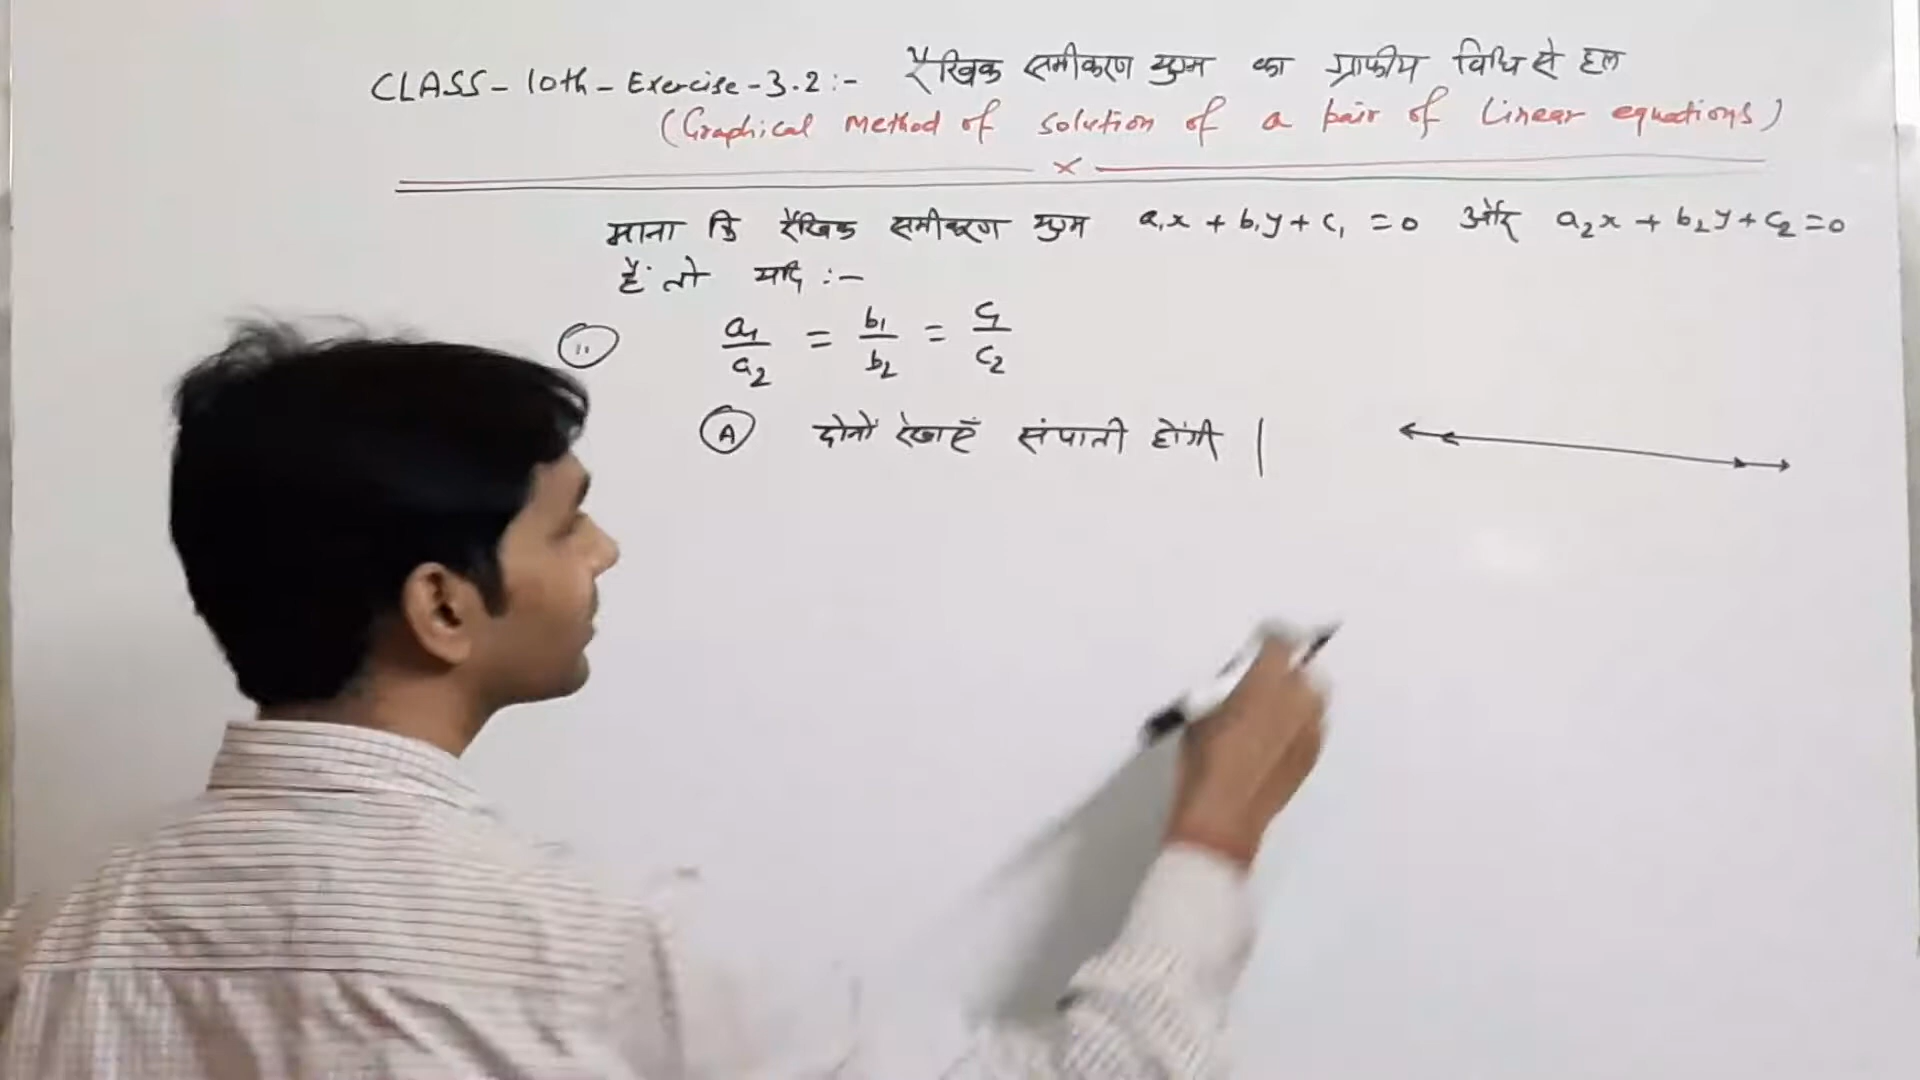 CLASS - 10th - Exercise - 3.2 :- रैखिक समीकरण युग्म का ग्राफीय विधि से हल
(Graphical method of solution of a pair of Linear equations)
माना कि रैखिक समीकरण युग्म a₁x + b₁y + c₁ = 0 और a₂x + b₂y + c₂ = 0
हैं तो यदि :-
(ii) a₁/a₂ = b₁/b₂ = c₁/c₂
(A) दोनों रेखाएँ संपाती होंगी |